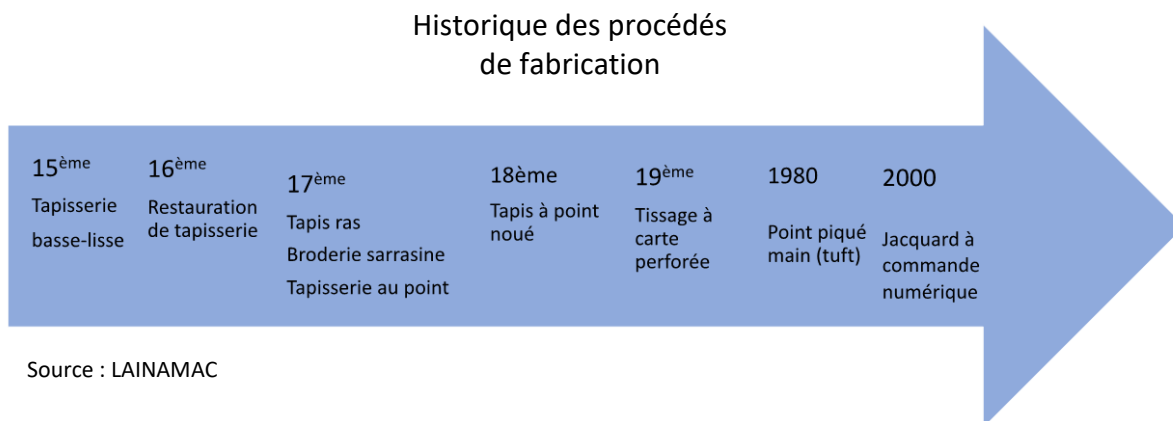 Historique des procédés
de fabrication
15ème
Tapisserie
basse-lisse
16ème
Restauration
de tapisserie
17ème
Tapis ras
Broderie sarrasine
Tapisserie au point
18ème
Tapis à point
noué
19ème
Tissage à
carte
perforée
1980
Point piqué
main (tuft)
2000
Jacquard à
commande
numérique
Source : LAINAMAC